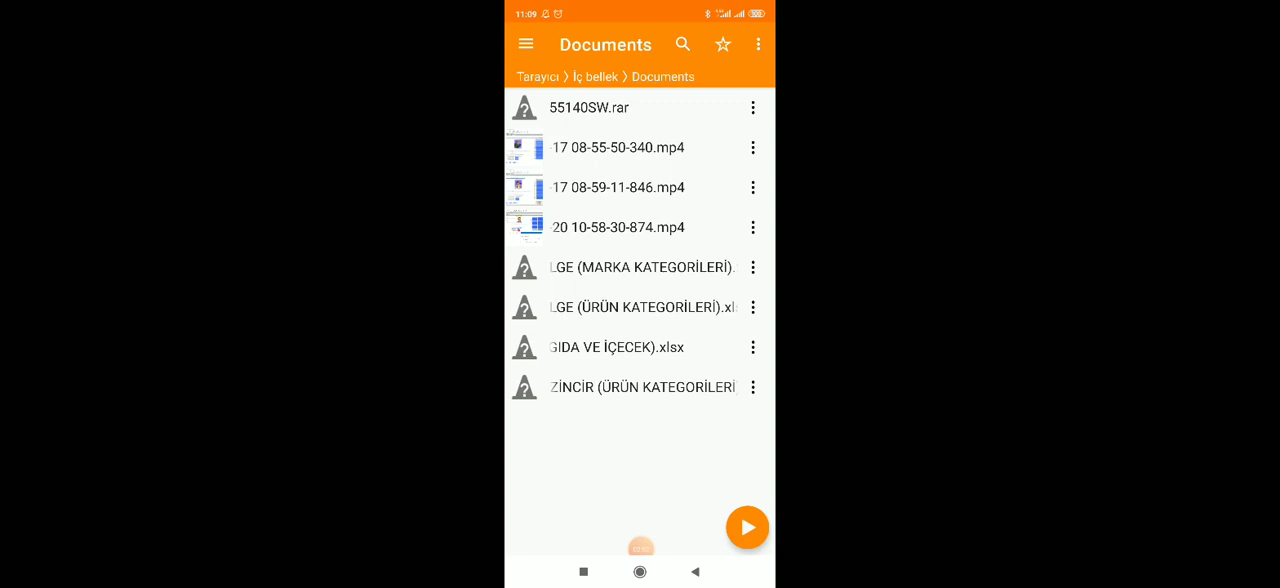 11:09
Documents
Tarayıcı > İç bellek > Documents
55140SW.rar
-17 08-55-50-340.mp4
-17 08-59-11-846.mp4
-20 10-58-30-874.mp4
LGE (MARKA KATEGORİLERİ).
LGE (ÜRÜN KATEGORİLERİ).xls
GIDA VE İÇECEK).xlsx
ZİNCİR (ÜRÜN KATEGORİLERİ)